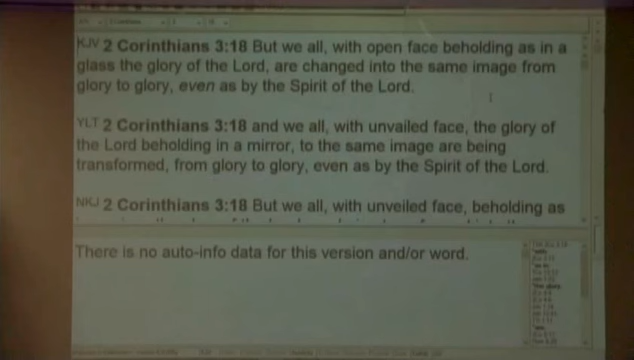 KJV 2 Corinthians 3:18 But we all, with open face beholding as in a
glass the glory of the Lord, are changed into the same image from
glory to glory, even as by the Spirit of the Lord.
YLT 2 Corinthians 3:18 and we all, with unvailed face, the glory of
the Lord beholding in a mirror, to the same image are being
transformed, from glory to glory, even as by the Spirit of the Lord.
NKJ 2 Corinthians 3:18 But we all, with unveiled face, beholding as
There is no auto-info data for this version and/or word.